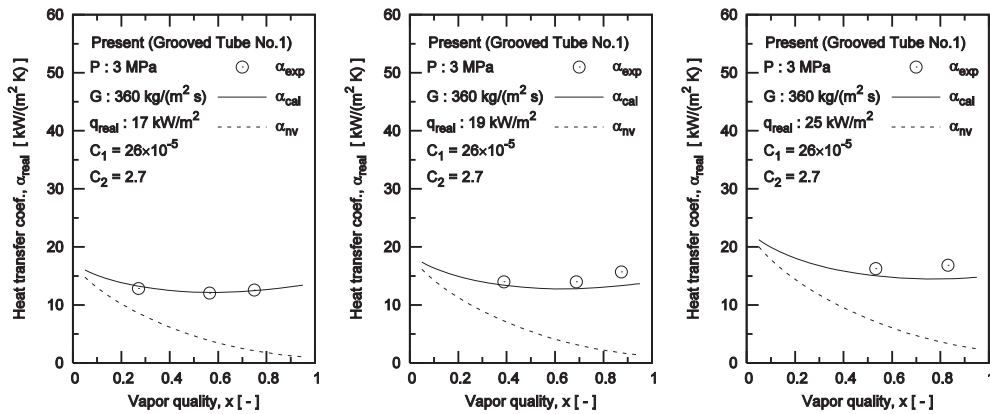 Heat transfer coef., α_real [ kW/(m² K) ]
60
50
40
30
20
10
0
Present (Grooved Tube No.1)
P : 3 MPa
α_exp
G : 360 kg/(m² s)
α_cal
q_real : 17 kW/m²
α_nv
C₁ = 26×10⁻⁵
C₂ = 2.7
0 0.2 0.4 0.6 0.8 1
Vapor quality, x [ - ]
Heat transfer coef., α_real [ kW/(m² K) ]
60
50
40
30
20
10
0
Present (Grooved Tube No.1)
P : 3 MPa
α_exp
G : 360 kg/(m² s)
α_cal
q_real : 19 kW/m²
α_nv
C₁ = 26×10⁻⁵
C₂ = 2.7
0 0.2 0.4 0.6 0.8 1
Vapor quality, x [ - ]
Heat transfer coef., α_real [ kW/(m² K) ]
60
50
40
30
20
10
0
Present (Grooved Tube No.1)
P : 3 MPa
α_exp
G : 360 kg/(m² s)
α_cal
q_real : 25 kW/m²
α_nv
C₁ = 26×10⁻⁵
C₂ = 2.7
0 0.2 0.4 0.6 0.8 1
Vapor quality, x [ - ]